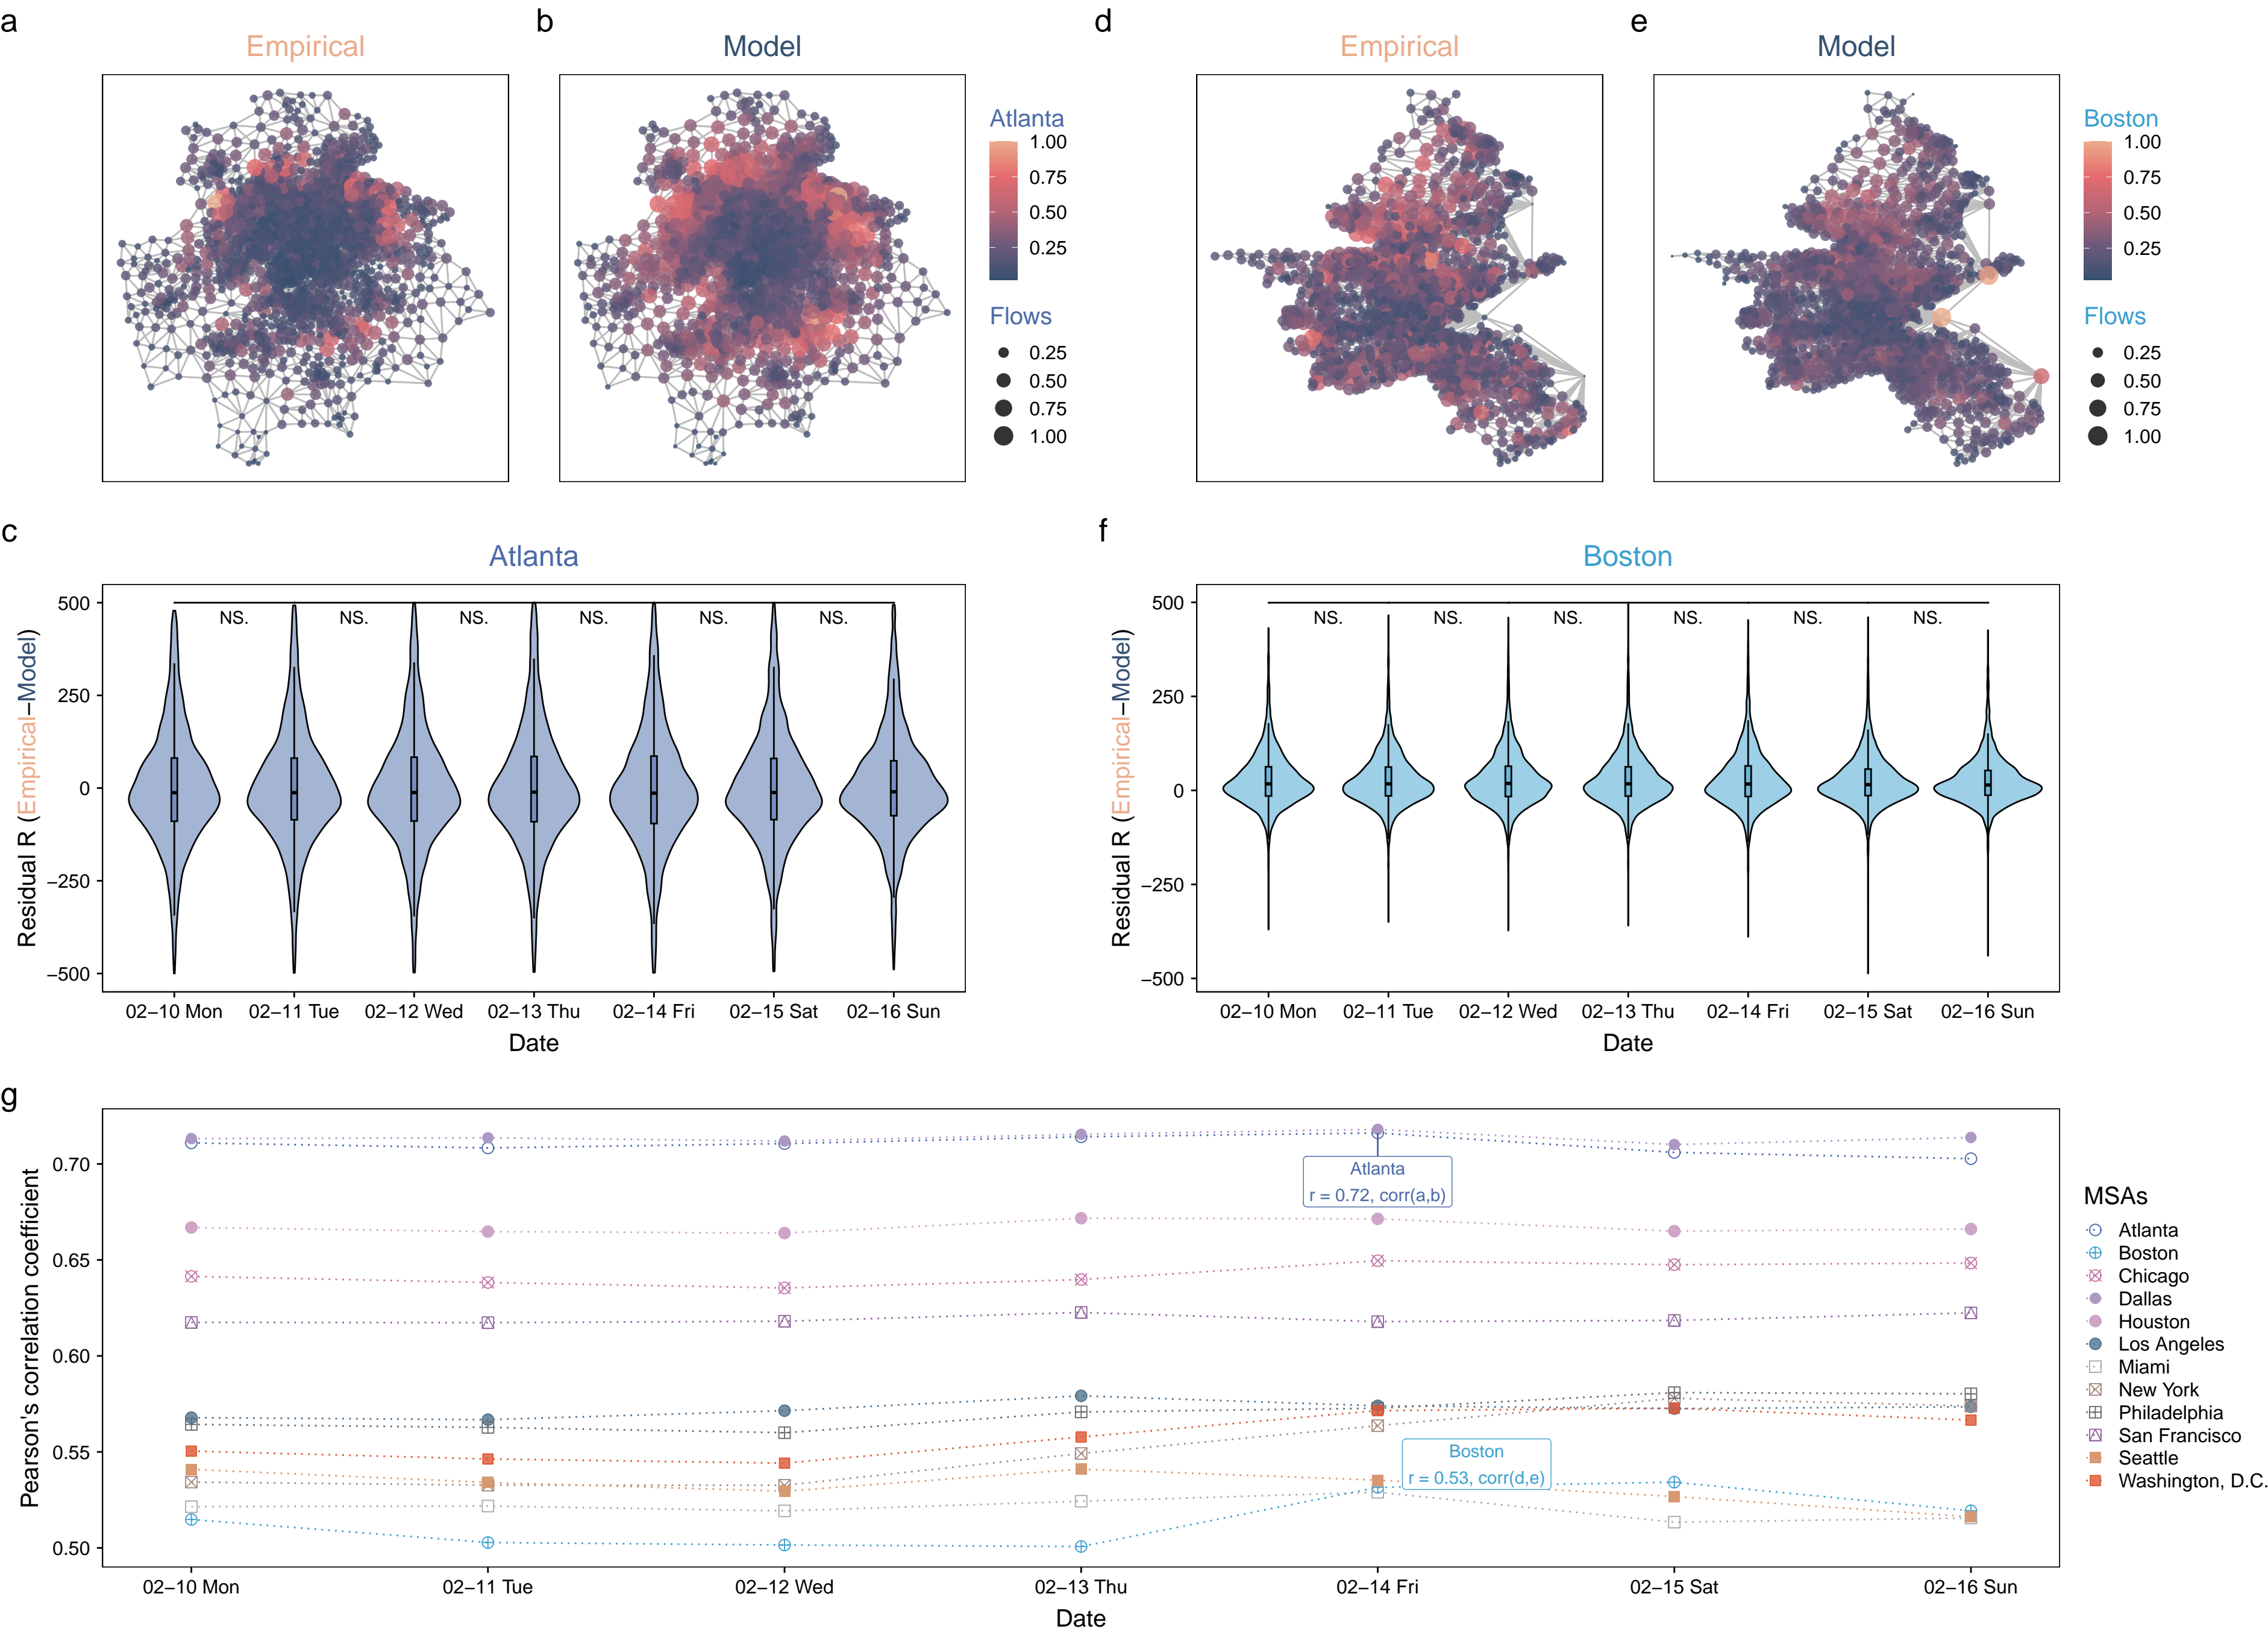 a
b
d
e
Empirical
Model
Empirical
Model
Atlanta
1.00
0.75
0.50
0.25
Flows
0.25
0.50
0.75
1.00
Boston
1.00
0.75
0.50
0.25
Flows
0.25
0.50
0.75
1.00
c
Atlanta
Residual R (Empirical−Model)
500
250
0
−250
−500
NS. NS. NS. NS. NS. NS.
02−10 Mon 02−11 Tue 02−12 Wed 02−13 Thu 02−14 Fri 02−15 Sat 02−16 Sun
Date
f
Boston
Residual R (Empirical−Model)
500
250
0
−250
−500
NS. NS. NS. NS. NS. NS.
02−10 Mon 02−11 Tue 02−12 Wed 02−13 Thu 02−14 Fri 02−15 Sat 02−16 Sun
Date
g
Pearson's correlation coefficient
0.70
0.65
0.60
0.55
0.50
Atlanta
r = 0.72, corr(a,b)
Boston
r = 0.53, corr(d,e)
02−10 Mon 02−11 Tue 02−12 Wed 02−13 Thu 02−14 Fri 02−15 Sat 02−16 Sun
Date
MSAs
Atlanta
Boston
Chicago
Dallas
Houston
Los Angeles
Miami
New York
Philadelphia
San Francisco
Seattle
Washington, D.C.